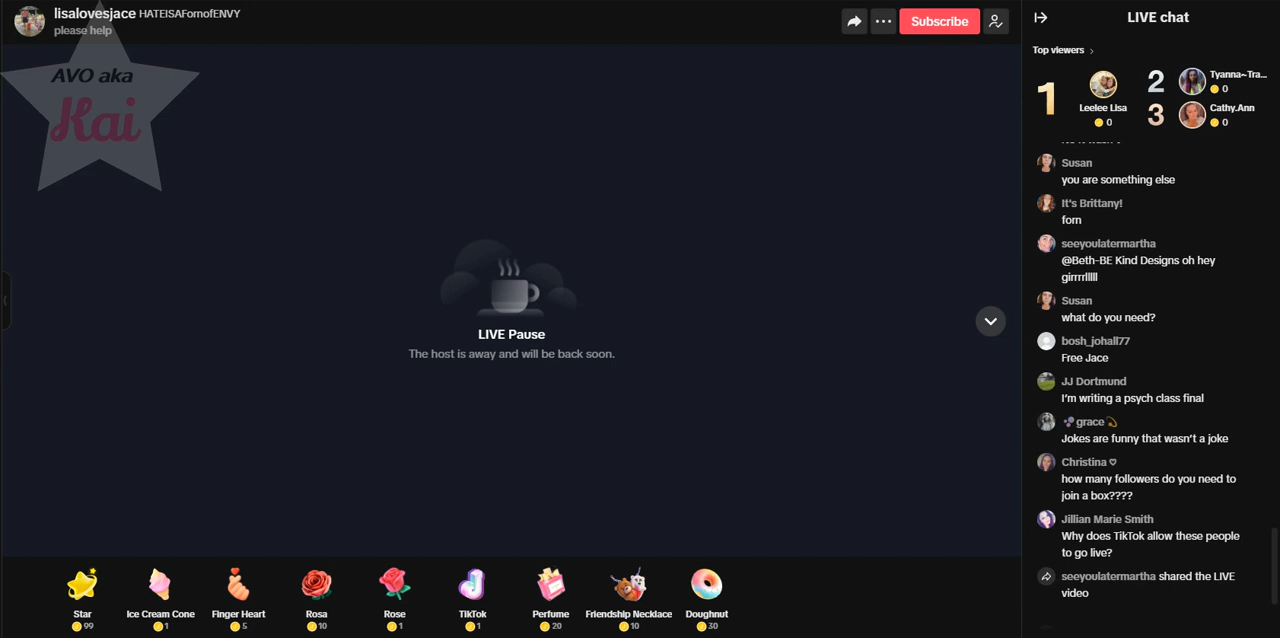 lisalovesjace HATEISAFornofENVY
please help
Subscribe
AVO aka
Kai
LIVE Pause
The host is away and will be back soon.
Star
99
Ice Cream Cone
1
Finger Heart
5
Rosa
10
Rose
1
TikTok
1
Perfume
20
Friendship Necklace
10
Doughnut
30
LIVE chat
Top viewers
1
Leelee Lisa
0
2
Tyanna~Tra...
0
3
Cathy.Ann
0
Susan
you are something else
It's Brittany!
forn
seeyoulatermartha
@Beth-BE Kind Designs oh hey
girrrrlllll
Susan
what do you need?
bosh_johall77
Free Jace
JJ Dortmund
I'm writing a psych class final
grace
Jokes are funny that wasn't a joke
Christina ♡
how many followers do you need to
join a box????
Jillian Marie Smith
Why does TikTok allow these people
to go live?
seeyoulatermartha shared the LIVE
video